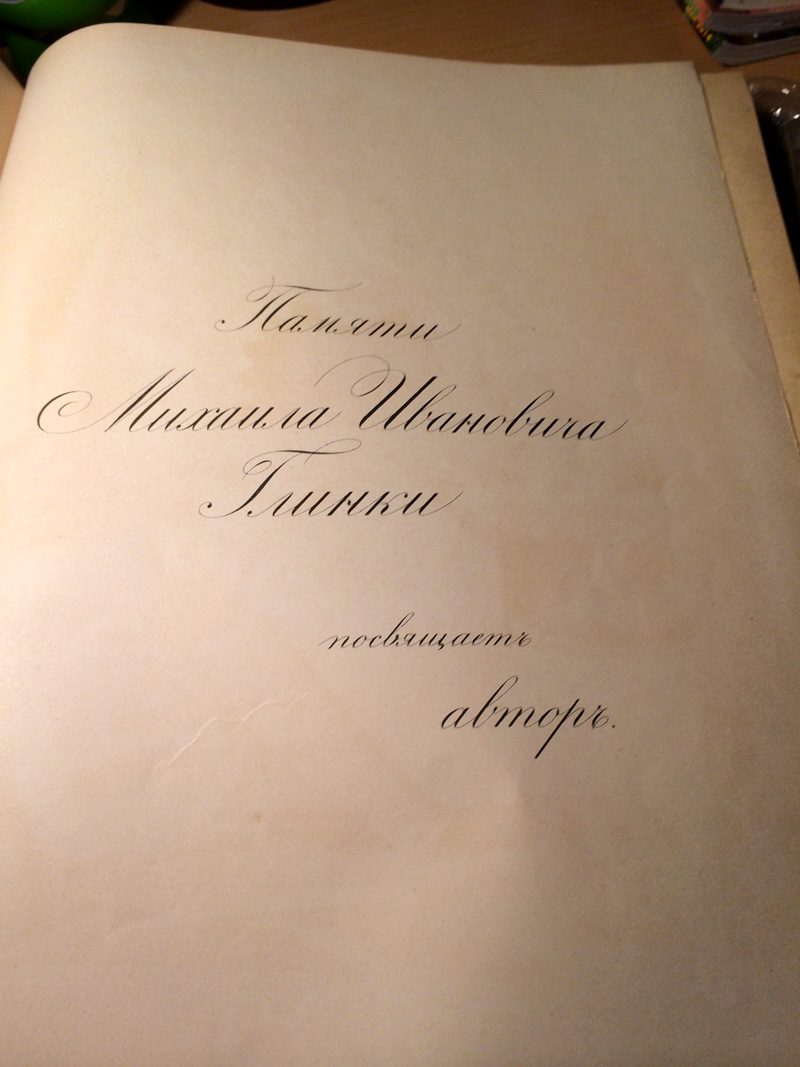 Памяти
Михаила Ивановича
Глинки
посвящаетъ
авторъ.